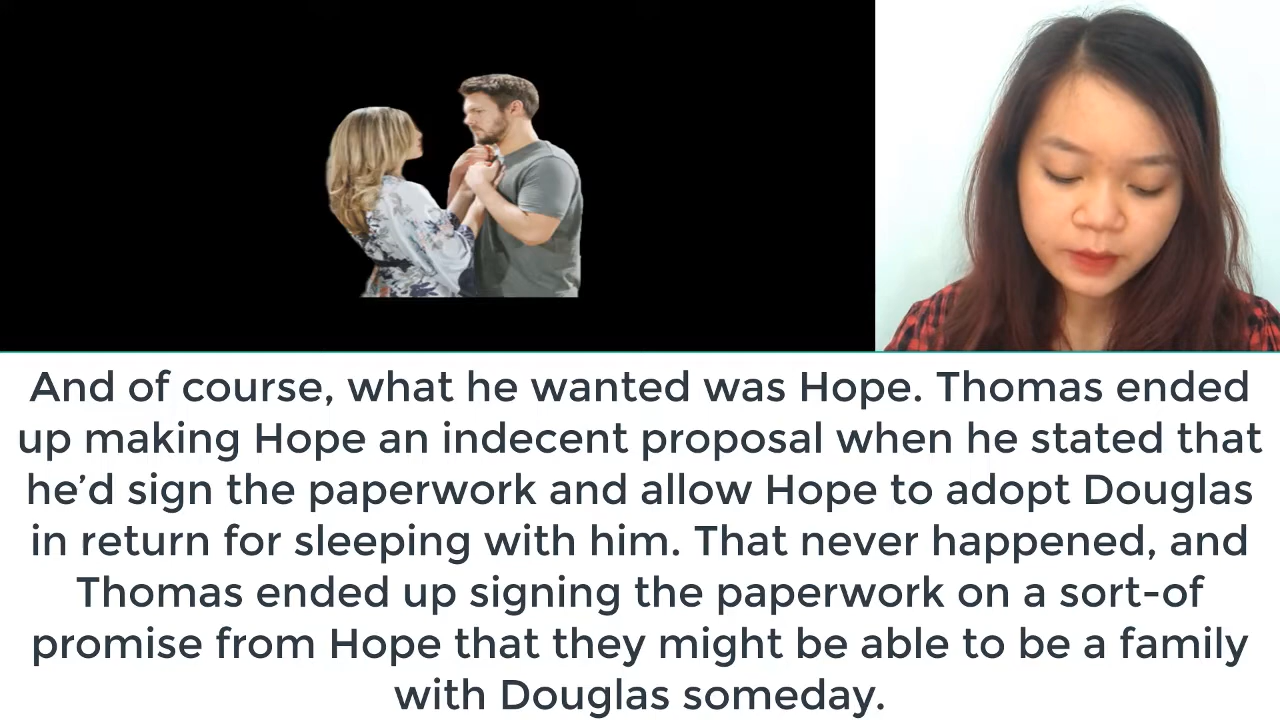 And of course, what he wanted was Hope. Thomas ended
up making Hope an indecent proposal when he stated that
he’d sign the paperwork and allow Hope to adopt Douglas
in return for sleeping with him. That never happened, and
Thomas ended up signing the paperwork on a sort-of
promise from Hope that they might be able to be a family
with Douglas someday.